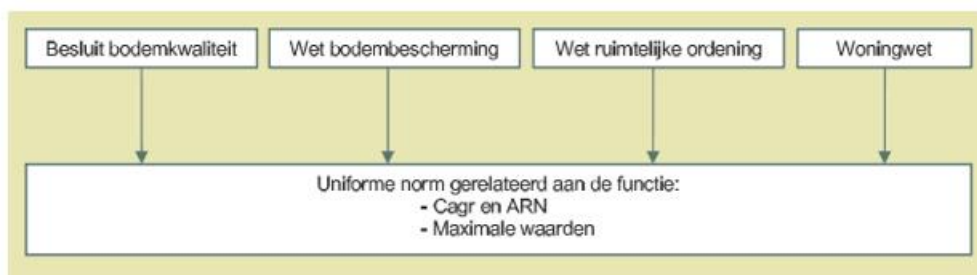 Besluit bodemkwaliteit
Wet bodembescherming
Wet ruimtelijke ordening
Woningwet
Uniforme norm gerelateerd aan de functie:
- Cagr en ARN
- Maximale waarden